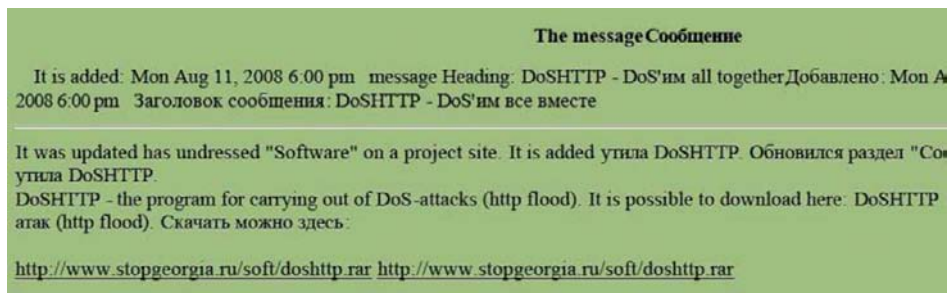 The message Сообщение
It is added: Mon Aug 11, 2008 6:00 pm message Heading: DoSHTTP - DoS'им all together Добавлено: Mon A
2008 6:00 pm Заголовок сообщения: DoSHTTP - DoS'им все вместе
It was updated has undressed "Software" on a project site. It is added утила DoSHTTP. Обновился раздел "Со
утила DoSHTTP.
DoSHTTP - the program for carrying out of DoS-attacks (http flood). It is possible to download here: DoSHTTP
атак (http flood). Скачать можно здесь:
http://www.stopgeorgia.ru/soft/doshttp.rar http://www.stopgeorgia.ru/soft/doshttp.rar